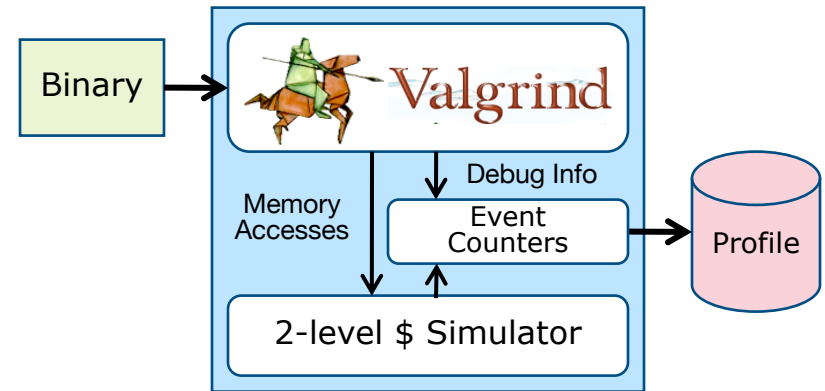 Binary
Valgrind
Debug Info
Memory
Accesses
Event
Counters
Profile
2-level $ Simulator